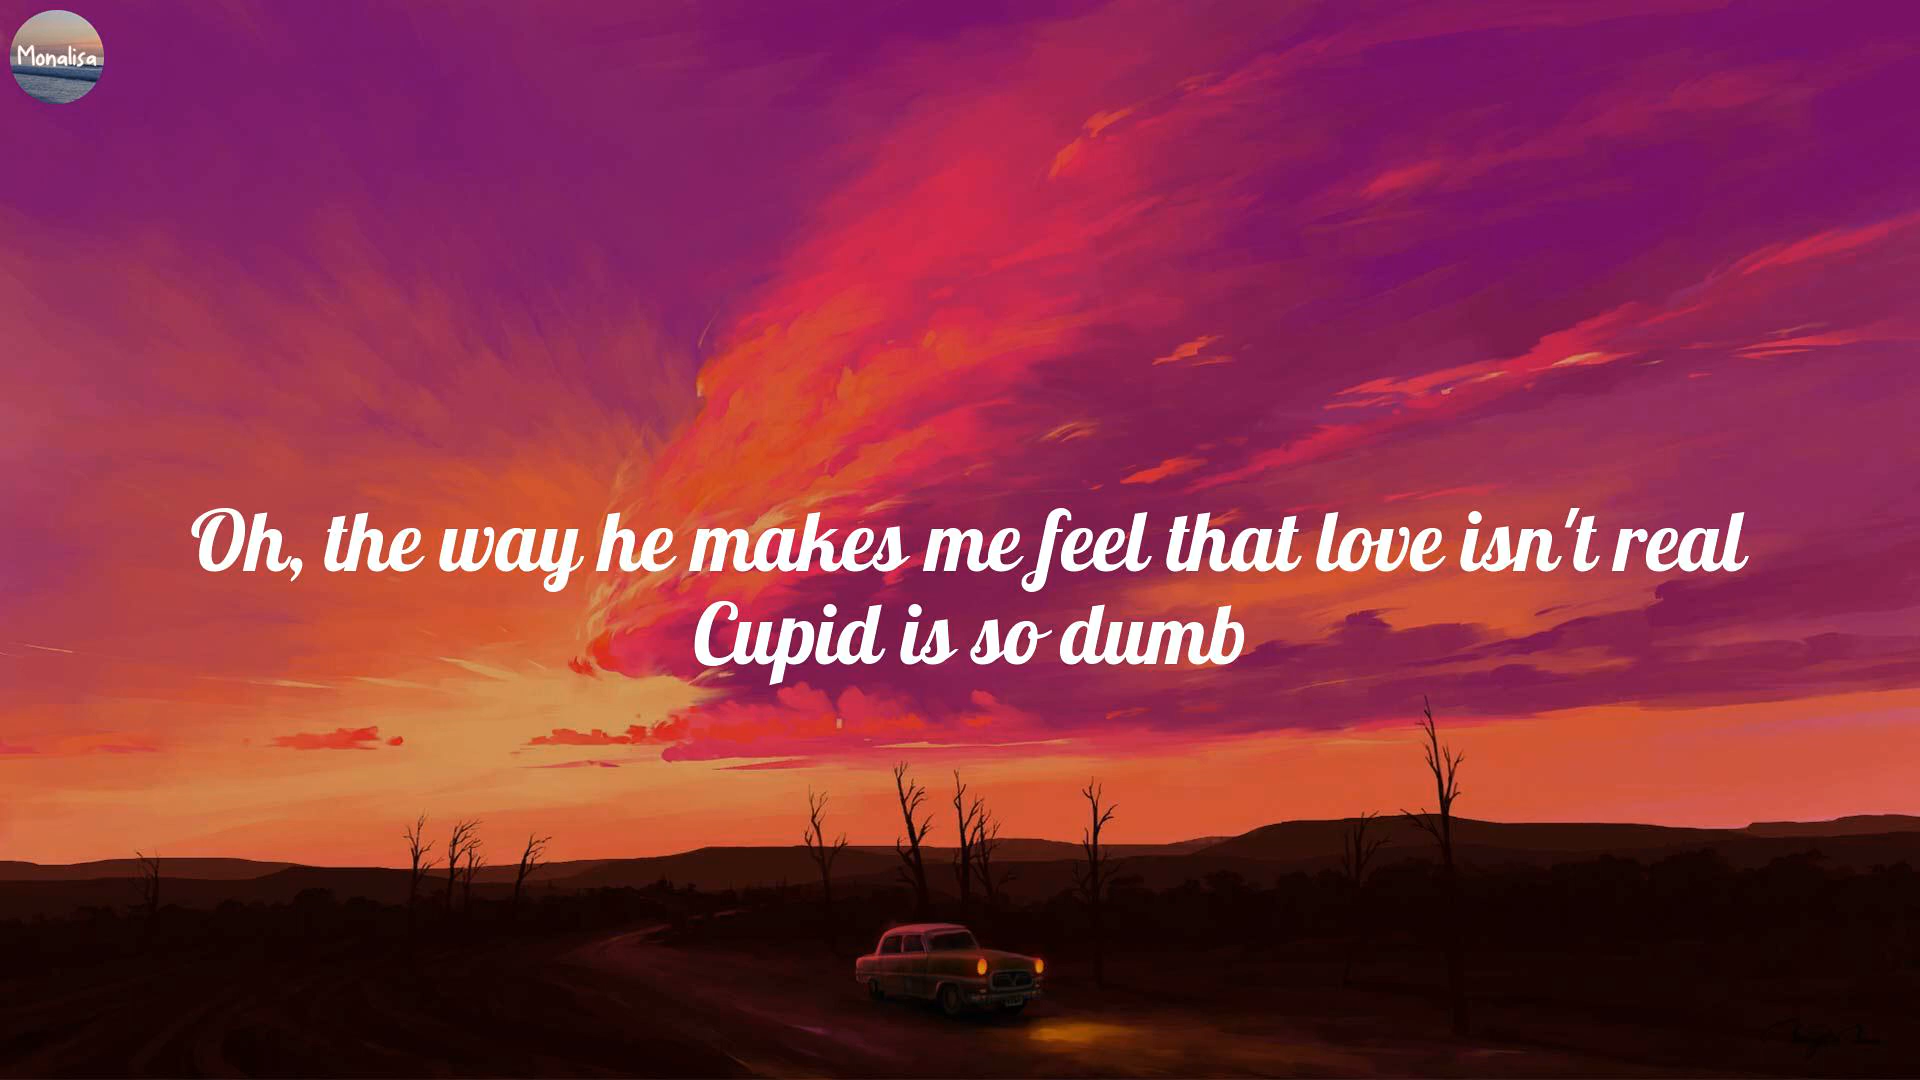 Monalisa
Oh, the way he makes me feel that love isn't real
Cupid is so dumb